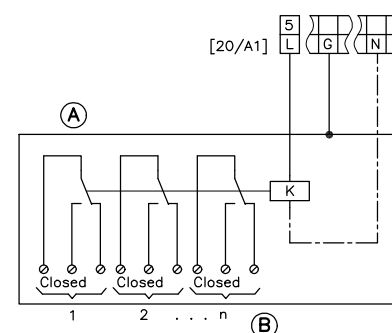 5
[20/A1] L G N
A
K
Closed Closed Closed
1 2 . . . n
B